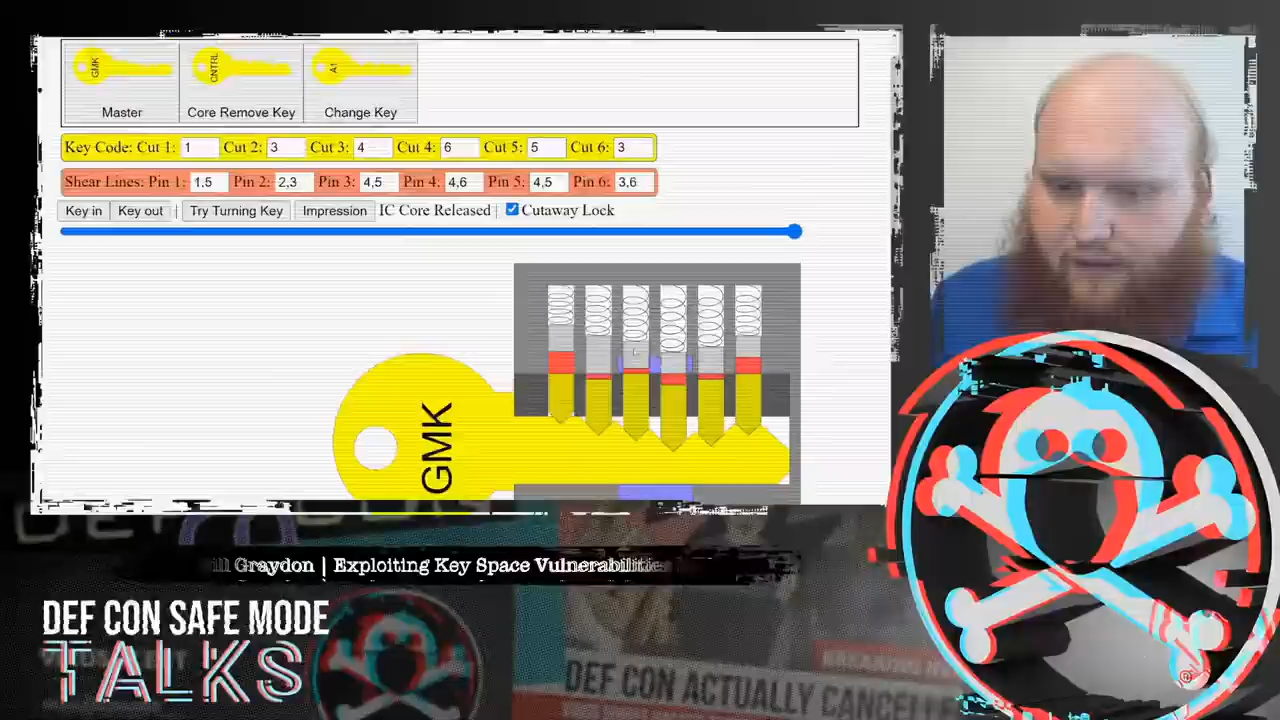 GMK
CNTRL
A1
Master
Core Remove Key
Change Key
Key Code: Cut 1: 1 Cut 2: 3 Cut 3: 4 Cut 4: 6 Cut 5: 5 Cut 6: 3
Shear Lines: Pin 1: 1,5 Pin 2: 2,3 Pin 3: 4,5 Pin 4: 4,6 Pin 5: 4,5 Pin 6: 3,6
Key in Key out | Try Turning Key Impression IC Core Released | Cutaway Lock
GMK
ill Graydon | Exploiting Key Space Vulnerabilitie
DEF CON SAFE MODE
TALKS
BREAKING
DEF CON ACTUALLY CANCELLE